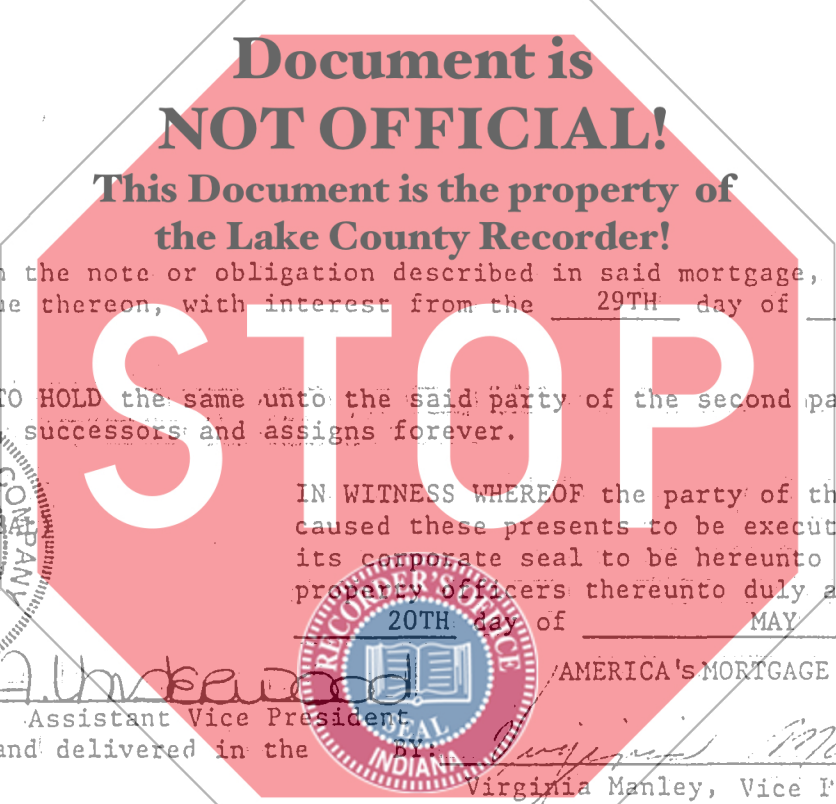 Document is
NOT OFFICIAL!
This Document is the property of
the Lake County Recorder!
the note or obligation described in said mortgage,
thereon, with interest from the 29TH day of
STOP
TO HOLD the same unto the said party of the second pa
successors and assigns forever.
COMPANY
IN WITNESS WHEREOF the party of th
caused these presents to be execut
its corporate seal to be hereunto
property officers thereunto duly a
20TH day of MAY
RECORDER'S OFFICE
SEAL
INDIANA
AMERICA's MORTGAGE
Assistant Vice President
and delivered in the BY:
Virginia Manley, Vice P